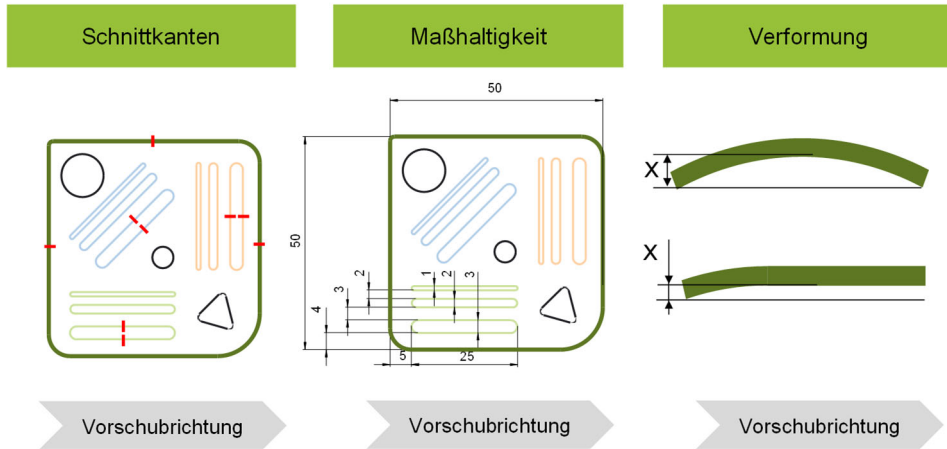 Schnittkanten
Maßhaltigkeit
Verformung
50
50
2
1
2
3
3
4
5
25
X
X
Vorschubrichtung
Vorschubrichtung
Vorschubrichtung